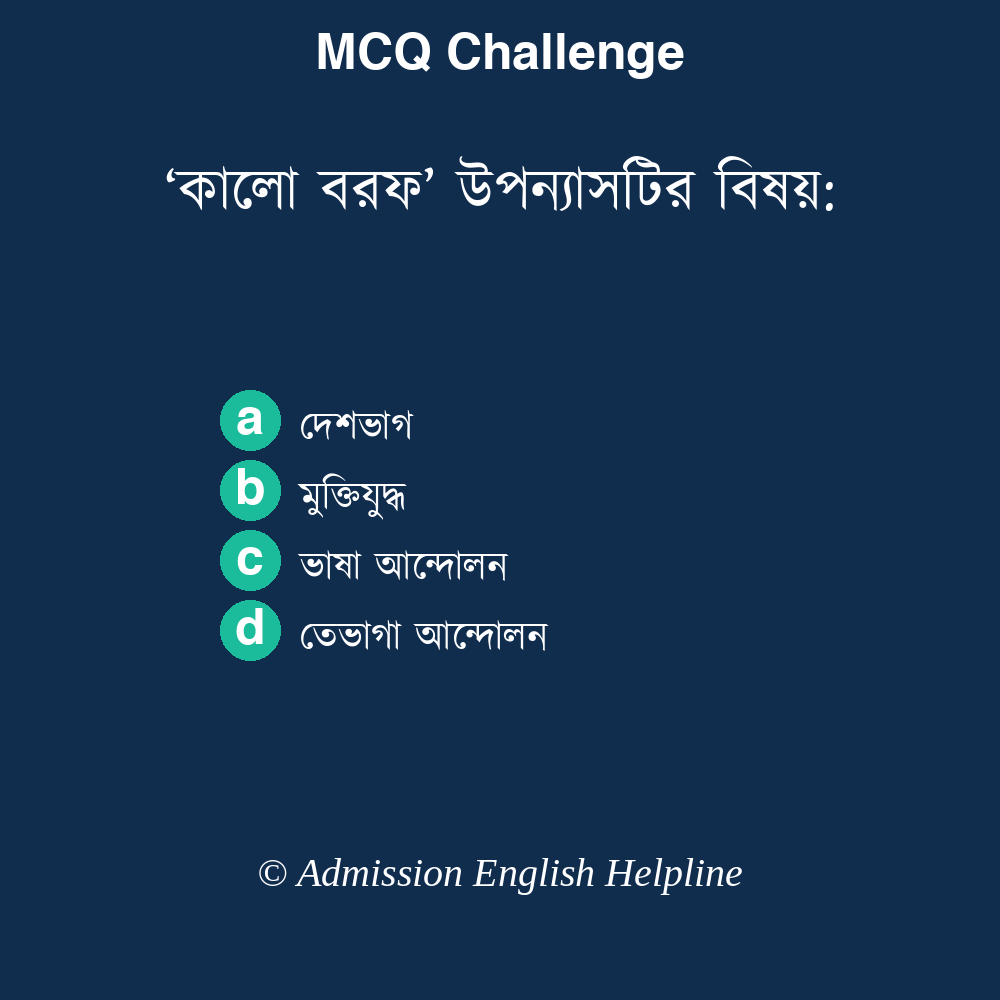 MCQ Challenge
‘কালো বরফ’ উপন্যাসটির বিষয়:
a দেশভাগ
b মুক্তিযুদ্ধ
c ভাষা আন্দোলন
d তেভাগা আন্দোলন
© Admission English Helpline